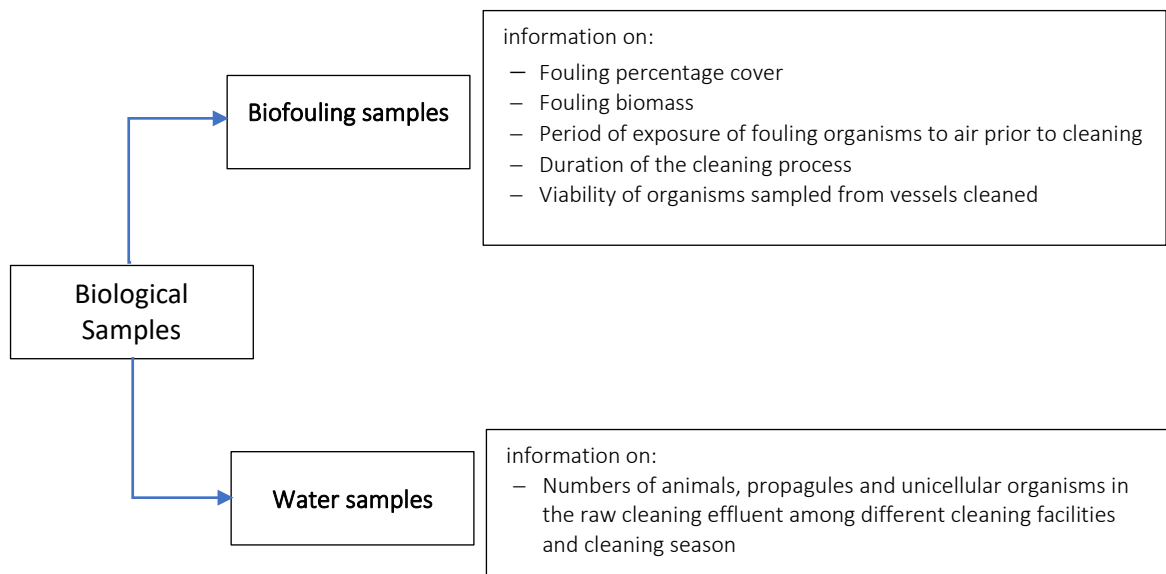 information on:
– Fouling percentage cover
– Fouling biomass
– Period of exposure of fouling organisms to air prior to cleaning
– Duration of the cleaning process
– Viability of organisms sampled from vessels cleaned
Biofouling samples
Biological
Samples
Water samples
information on:
– Numbers of animals, propagules and unicellular organisms in
the raw cleaning effluent among different cleaning facilities
and cleaning season